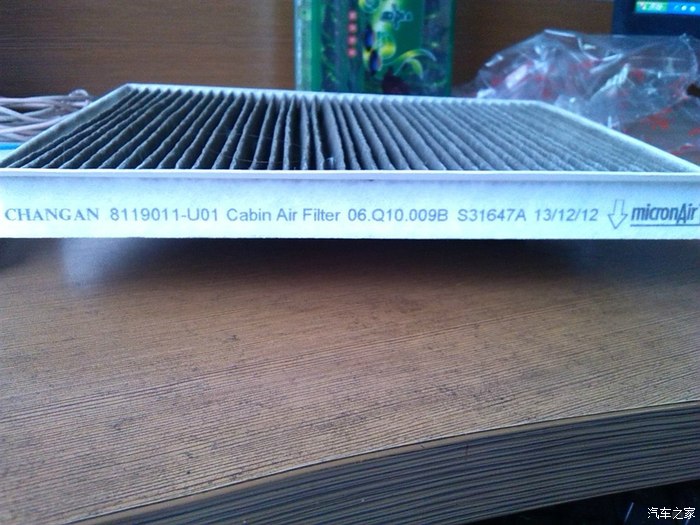 CHANGAN 8119011-U01 Cabin Air Filter 06.Q10.009B S31647A 13/12/12 micronAir
汽车之家